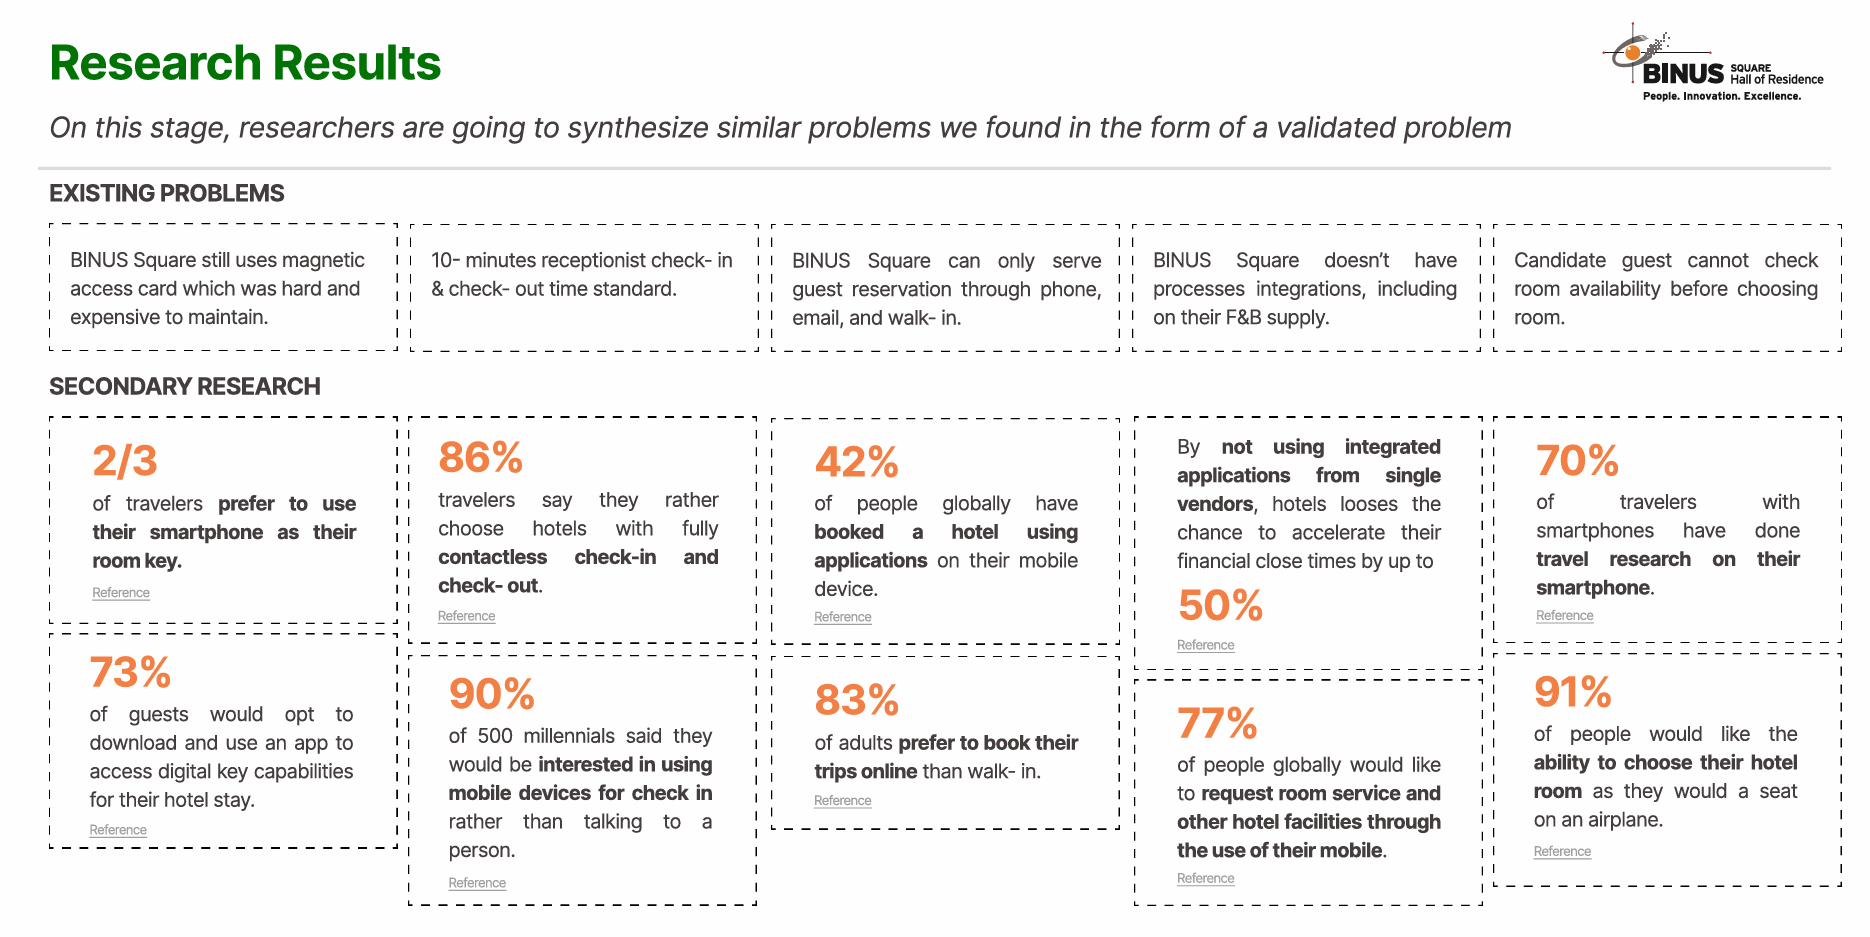 Research Results
BINUS SQUARE
Hall of Residence
People. Innovation. Excellence.
On this stage, researchers are going to synthesize similar problems we found in the form of a validated problem
EXISTING PROBLEMS
BINUS Square still uses magnetic
access card which was hard and
expensive to maintain.
10- minutes receptionist check- in
& check- out time standard.
BINUS Square can only serve
guest reservation through phone,
email, and walk- in.
BINUS Square doesn't have
processes integrations, including
on their F&B supply.
Candidate guest cannot check
room availability before choosing
room.
SECONDARY RESEARCH
2/3
of travelers prefer to use
their smartphone as their
room key.
Reference
86%
travelers say they rather
choose hotels with fully
contactless check-in and
check- out.
Reference
42%
of people globally have
booked a hotel using
applications on their mobile
device.
Reference
By not using integrated
applications from single
vendors, hotels looses the
chance to accelerate their
financial close times by up to
50%
Reference
70%
of travelers with
smartphones have done
travel research on their
smartphone.
Reference
73%
of guests would opt to
download and use an app to
access digital key capabilities
for their hotel stay.
Reference
90%
of 500 millennials said they
would be interested in using
mobile devices for check in
rather than talking to a
person.
Reference
83%
of adults prefer to book their
trips online than walk- in.
Reference
77%
of people globally would like
to request room service and
other hotel facilities through
the use of their mobile.
Reference
91%
of people would like the
ability to choose their hotel
room as they would a seat
on an airplane.
Reference